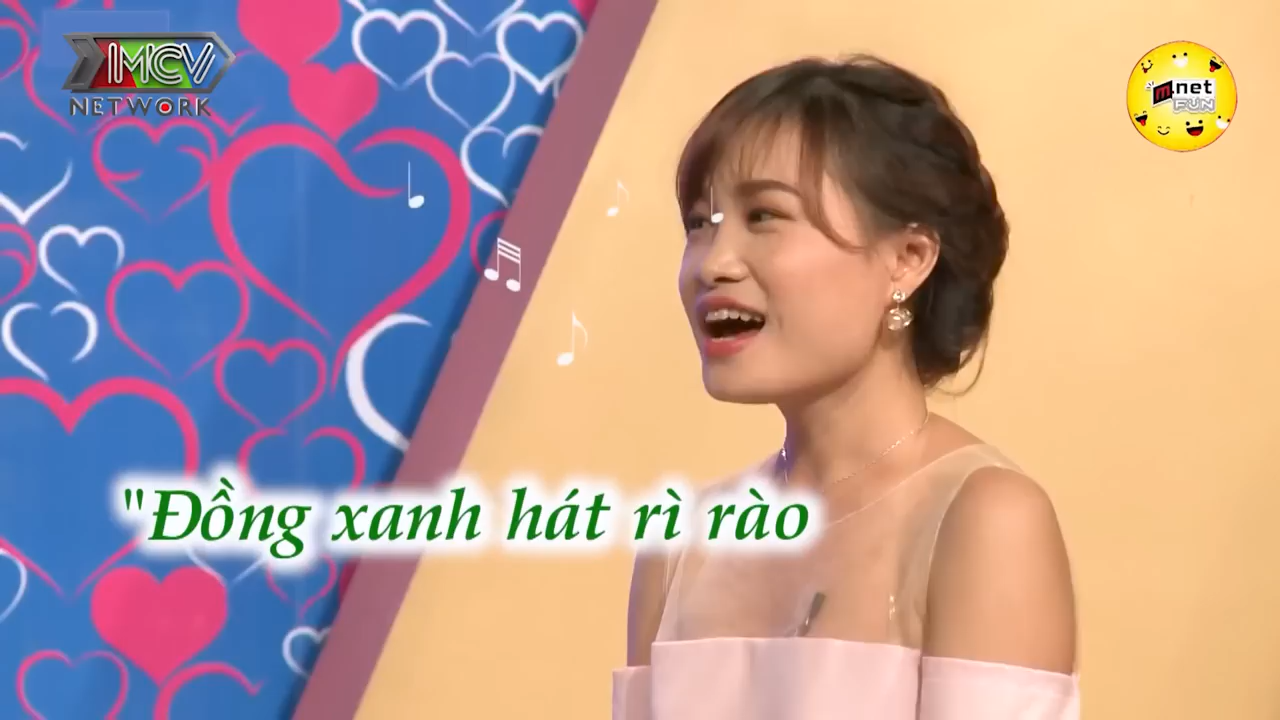 MCV
NETWORK
m.net
FUN
"Đồng xanh hát rì rào